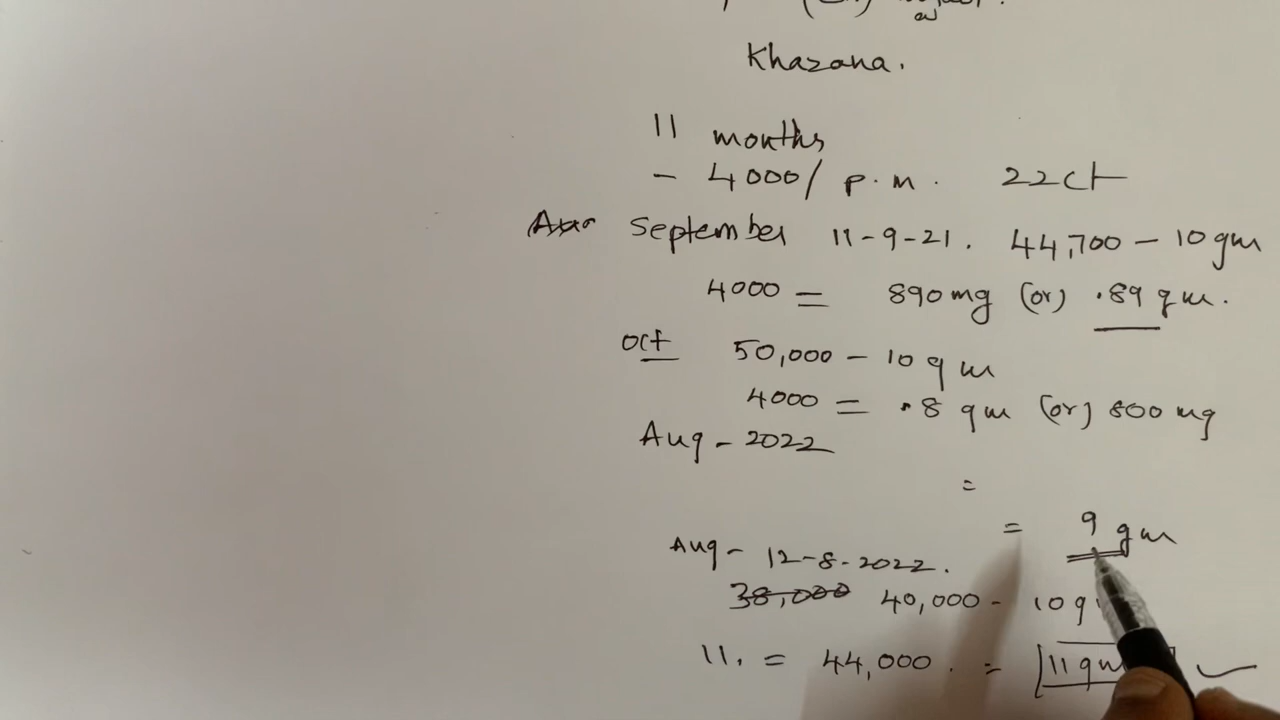 Khazana.
11 months
- 4000/ p.m. 22ct
September 11-9-21. 44,700 - 10 gm
4000 = 890 mg (or) .89 gm.
Oct 50,000 - 10 gm
4000 = .8 gm (or) 800 mg
Aug - 2022
=
= 9 gm
Aug - 12-8-2022.
38,000 40,000 - 10 g
11. = 44,000. = 11 gm